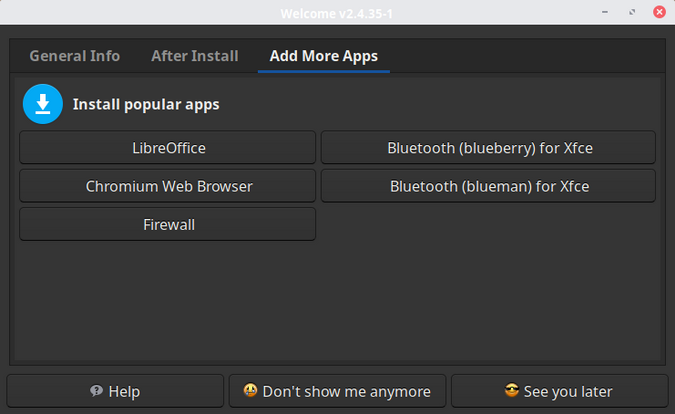 Welcome v2.4.35-1
General Info After Install Add More Apps
Install popular apps
LibreOffice Bluetooth (blueberry) for Xfce
Chromium Web Browser Bluetooth (blueman) for Xfce
Firewall
Help Don't show me anymore See you later